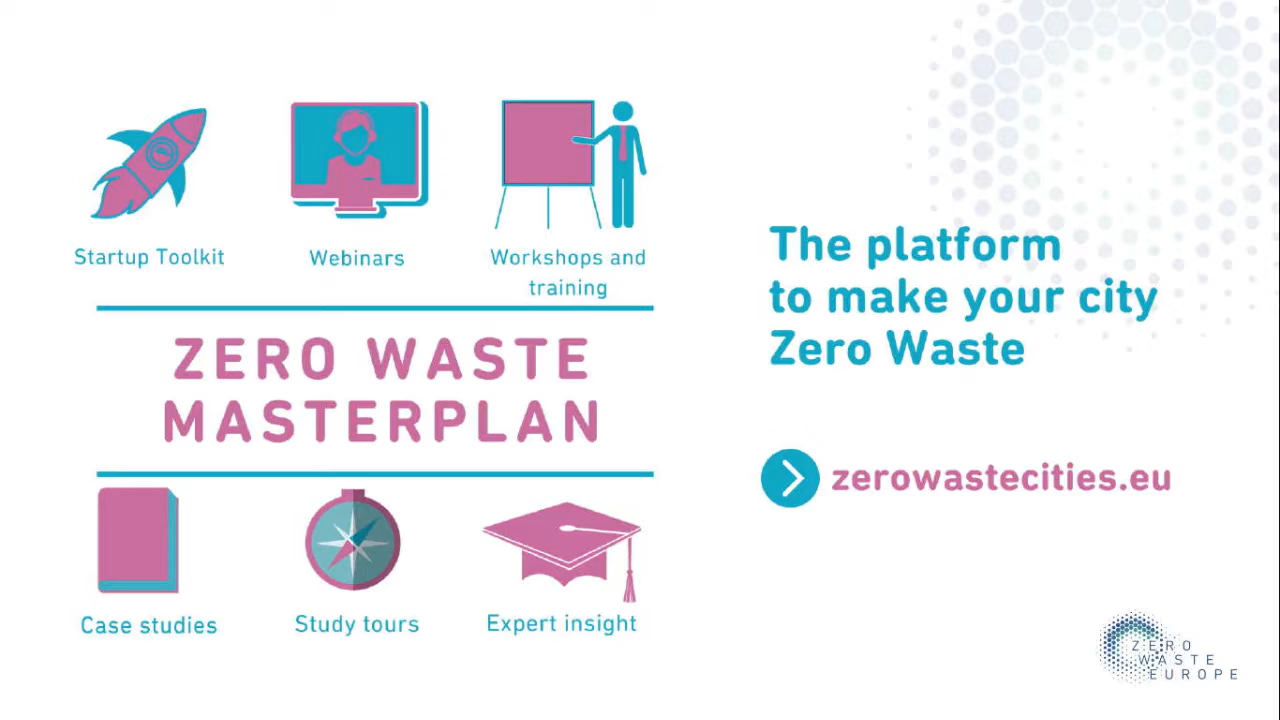 Startup Toolkit
Webinars
Workshops and
training
ZERO WASTE
MASTERPLAN
Case studies
Study tours
Expert insight
The platform
to make your city
Zero Waste
zerowastecities.eu
ZERO
WASTE
EUROPE